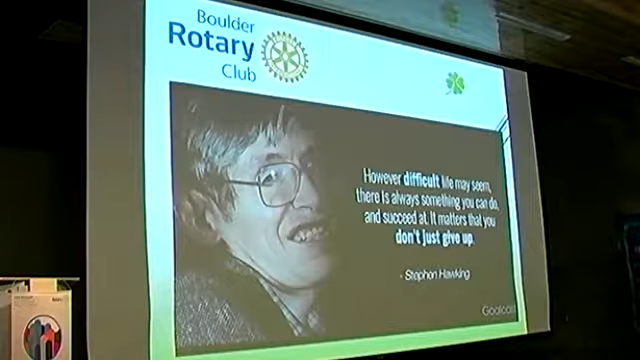 Boulder
Rotary
Club
However difficult life may seem,
there is always something you can do,
and succeed at. It matters that you
don't just give up.
- Stephen Hawking
Goalcast